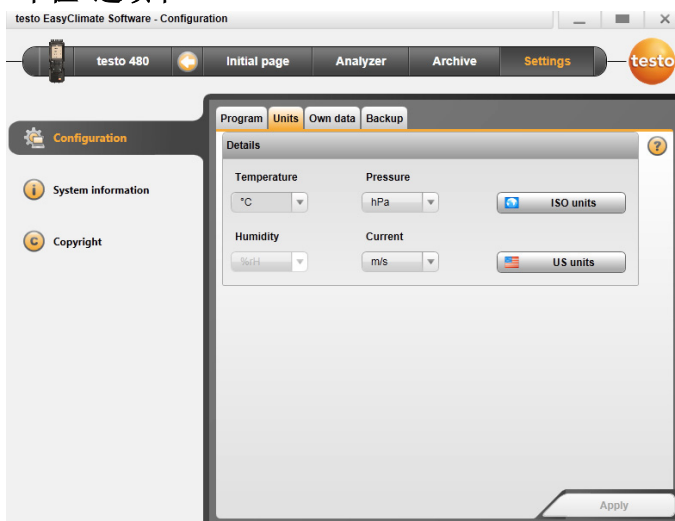 testo EasyClimate Software - Configuration
testo 480 Initial page Analyzer Archive Settings testo
Program Units Own data Backup
Configuration
Details
Temperature Pressure
°C hPa ISO units
System information
Humidity Current
%rH m/s US units
Copyright
Apply